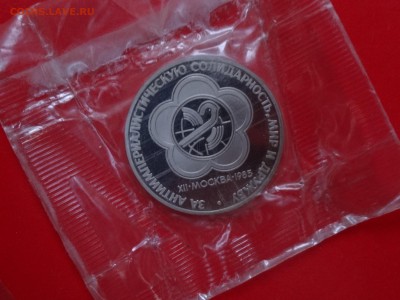 COINS.LAVE.RU
ЗА АНТИИМПЕРИАЛИСТИЧЕСКУЮ СОЛИДАРНОСТЬ, МИР И ДРУЖБУ
XII·МОСКВА·1985